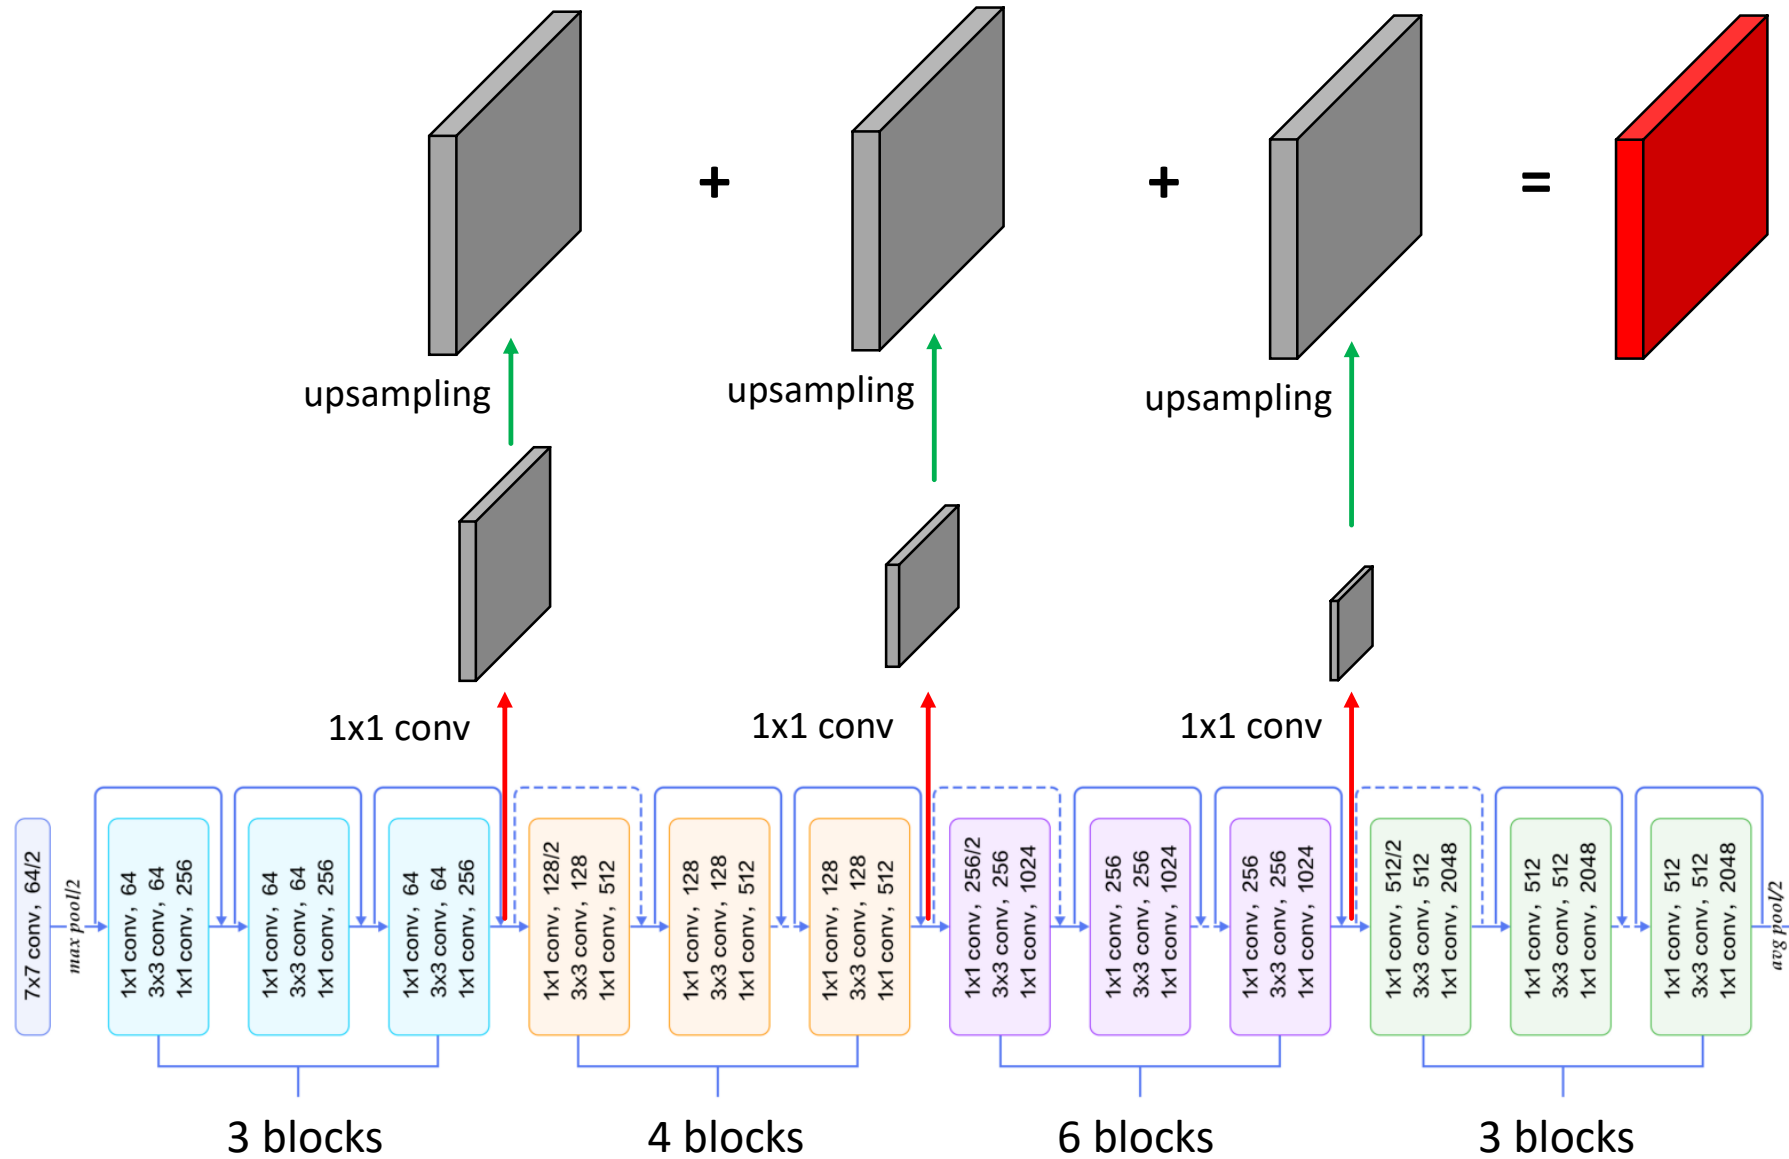 +
+
=
upsampling
upsampling
upsampling
1x1 conv
1x1 conv
1x1 conv
7x7 conv, 64/2
max pool/2
1x1 conv, 64
3x3 conv, 64
1x1 conv, 256
1x1 conv, 64
3x3 conv, 64
1x1 conv, 256
1x1 conv, 64
3x3 conv, 64
1x1 conv, 256
1x1 conv, 128/2
3x3 conv, 128
1x1 conv, 512
1x1 conv, 128
3x3 conv, 128
1x1 conv, 512
1x1 conv, 128
3x3 conv, 128
1x1 conv, 512
1x1 conv, 256/2
3x3 conv, 256
1x1 conv, 1024
1x1 conv, 256
3x3 conv, 256
1x1 conv, 1024
1x1 conv, 256
3x3 conv, 256
1x1 conv, 1024
1x1 conv, 512/2
3x3 conv, 512
1x1 conv, 2048
1x1 conv, 512
3x3 conv, 512
1x1 conv, 2048
1x1 conv, 512
3x3 conv, 512
1x1 conv, 2048
avg pool/2
3 blocks
4 blocks
6 blocks
3 blocks